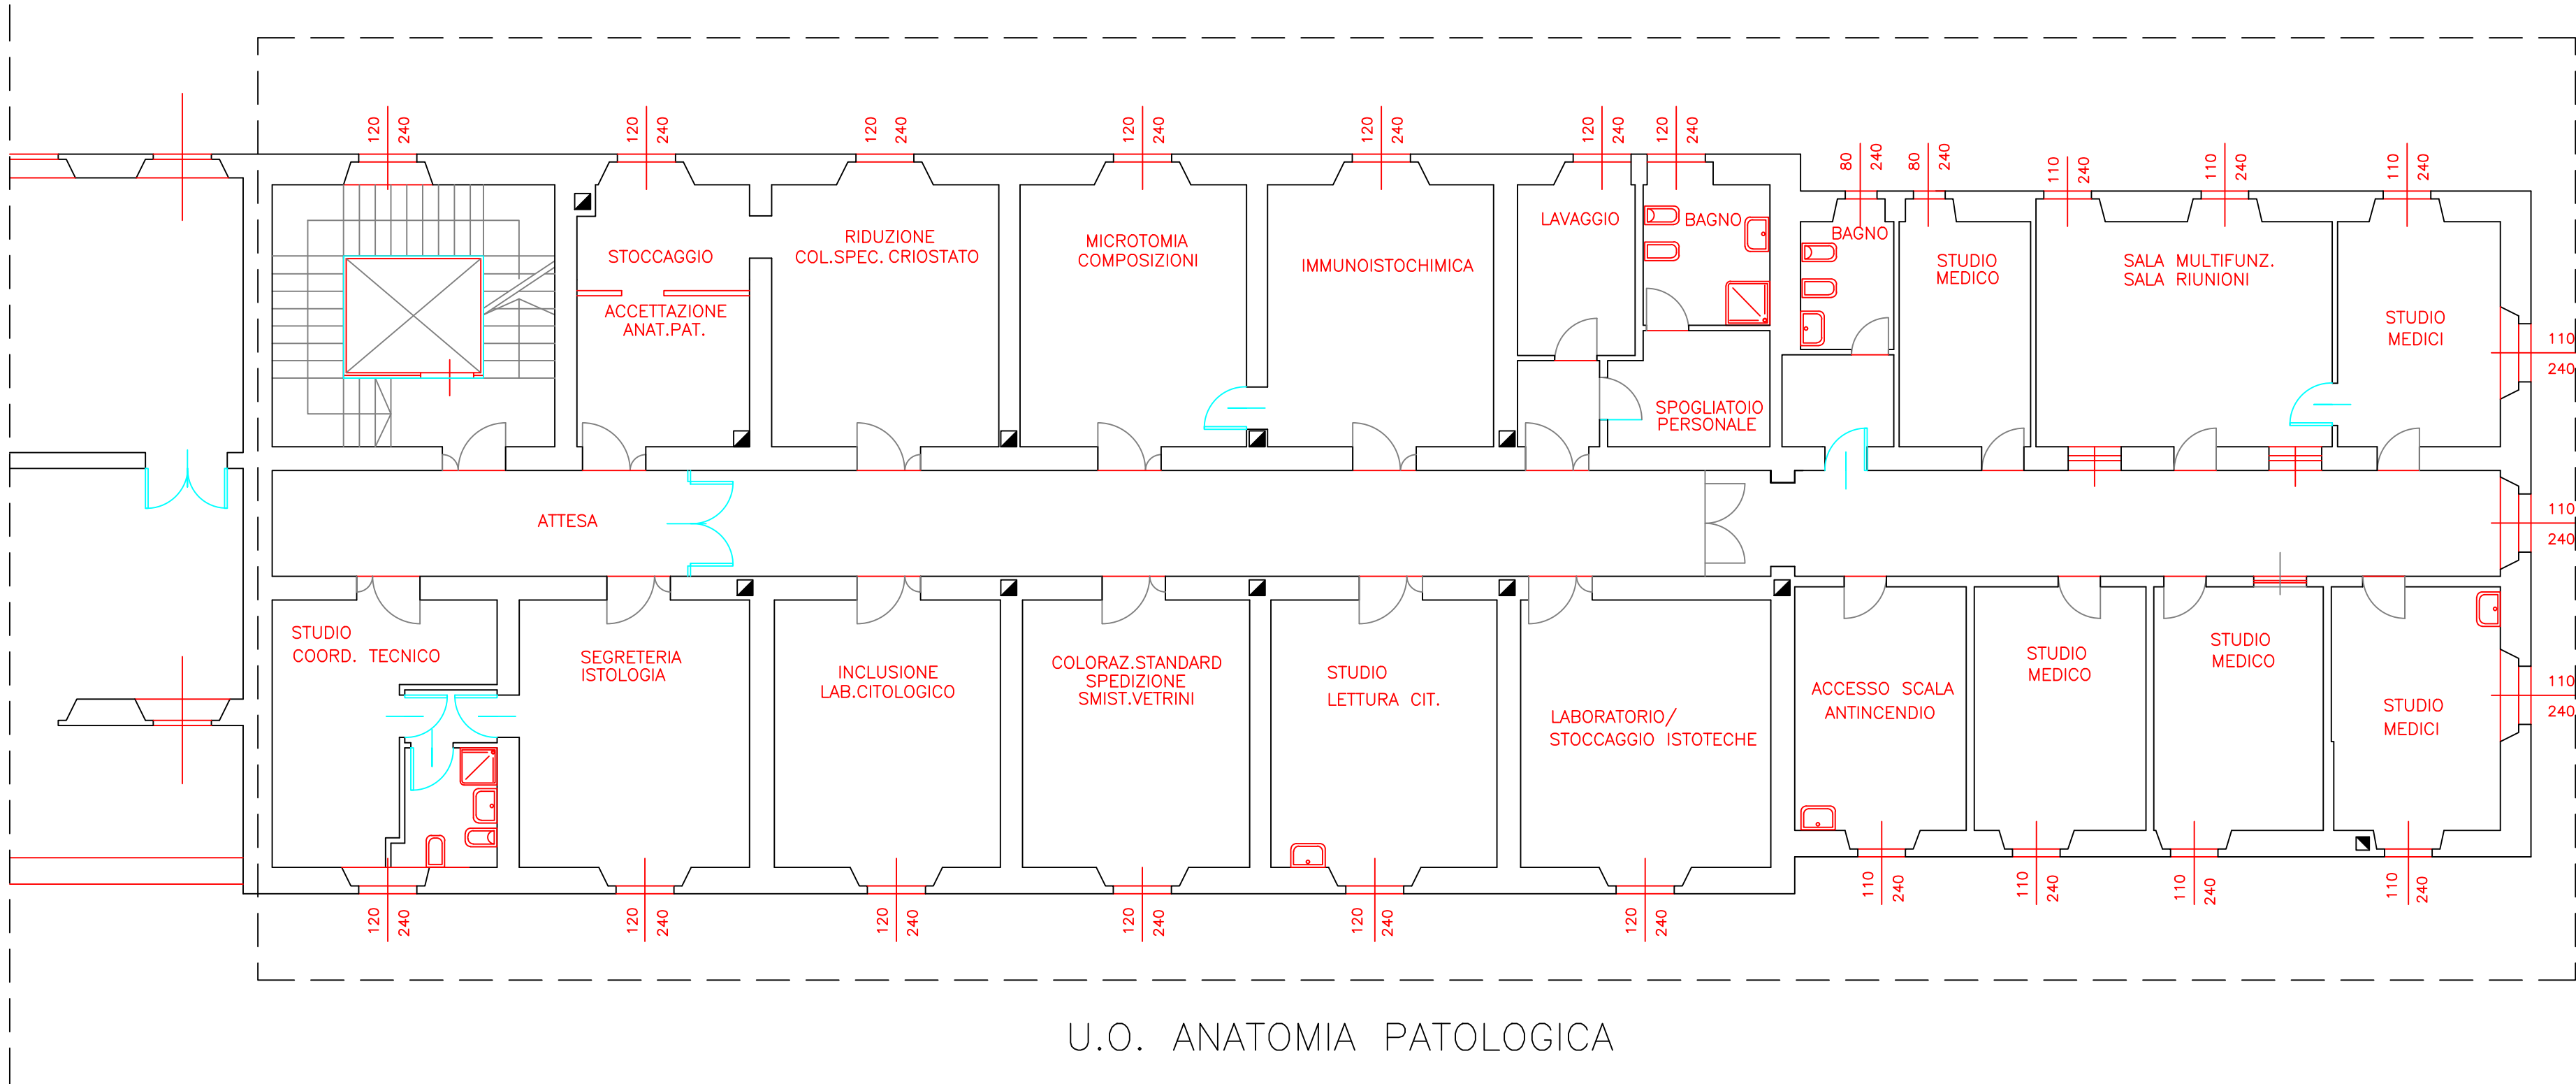 120
240
120
240
120
240
120
240
120
240
120
240
120
240
80
240
80
240
110
240
110
240
110
240
STOCCAGGIO
ACCETTAZIONE
ANAT.PAT.
RIDUZIONE
COL.SPEC. CRIOSTATO
MICROTOMIA
COMPOSIZIONI
IMMUNOISTOCHIMICA
LAVAGGIO
BAGNO
SPOGLIATOIO
PERSONALE
BAGNO
STUDIO
MEDICO
SALA MULTIFUNZ.
SALA RIUNIONI
STUDIO
MEDICI
110
240
ATTESA
110
240
STUDIO
COORD. TECNICO
SEGRETERIA
ISTOLOGIA
INCLUSIONE
LAB.CITOLOGICO
COLORAZ.STANDARD
SPEDIZIONE
SMIST.VETRINI
STUDIO
LETTURA CIT.
LABORATORIO/
STOCCAGGIO ISTOTECHE
ACCESSO SCALA
ANTINCENDIO
STUDIO
MEDICO
STUDIO
MEDICO
STUDIO
MEDICI
110
240
120
240
120
240
120
240
120
240
120
240
120
240
110
240
110
240
110
240
110
240
U.O. ANATOMIA PATOLOGICA